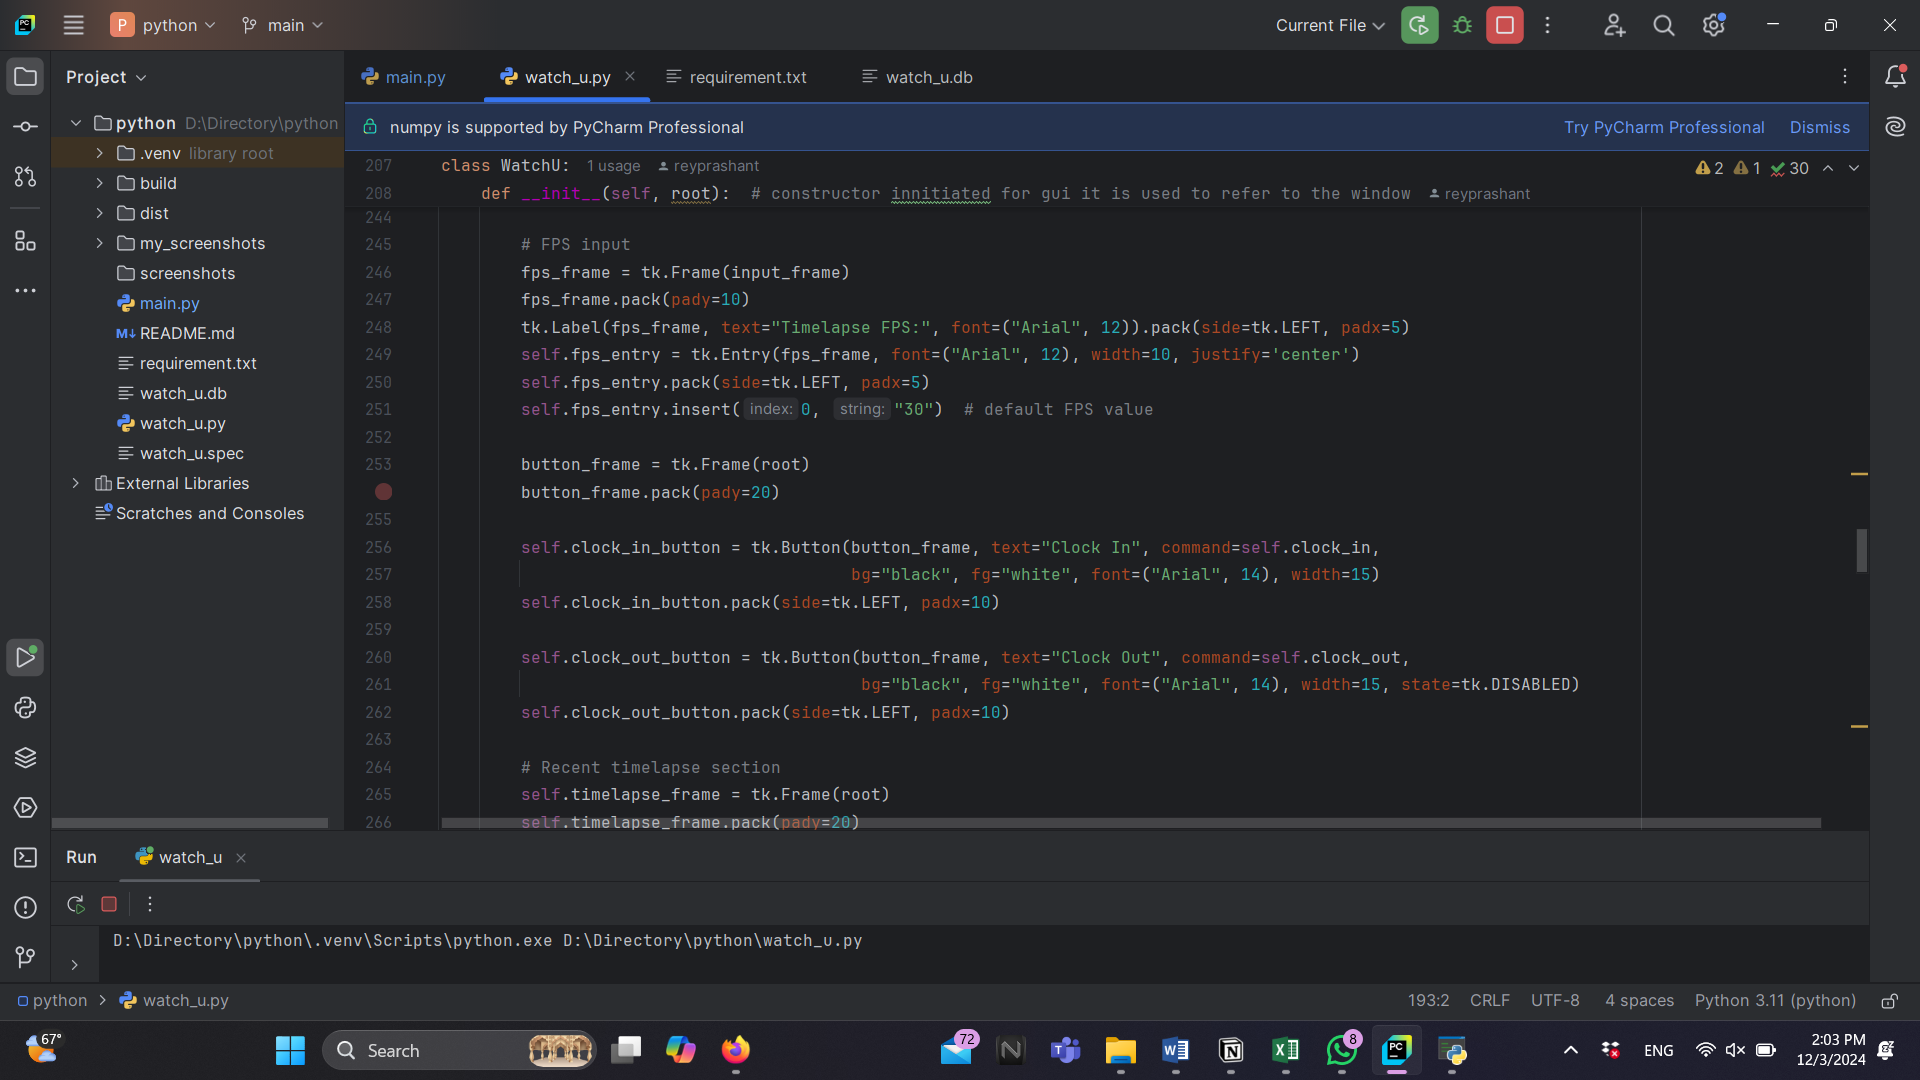 P python main Current File
Project
main.py watch_u.py requirement.txt watch_u.db
numpy is supported by PyCharm Professional Try PyCharm Professional Dismiss
python D:\Directory\python
.venv library root
build
dist
my_screenshots
screenshots
main.py
M↓ README.md
requirement.txt
watch_u.db
watch_u.py
watch_u.spec
External Libraries
Scratches and Consoles
207 class WatchU: 1 usage reyprashant
2 1 30
208 def __init__(self, root): # constructor innitiated for gui it is used to refer to the window reyprashant
244
245 # FPS input
246 fps_frame = tk.Frame(input_frame)
247 fps_frame.pack(pady=10)
248 tk.Label(fps_frame, text="Timelapse FPS:", font=("Arial", 12)).pack(side=tk.LEFT, padx=5)
249 self.fps_entry = tk.Entry(fps_frame, font=("Arial", 12), width=10, justify='center')
250 self.fps_entry.pack(side=tk.LEFT, padx=5)
251 self.fps_entry.insert( index: 0, string: "30") # default FPS value
252
253 button_frame = tk.Frame(root)
button_frame.pack(pady=20)
255
256 self.clock_in_button = tk.Button(button_frame, text="Clock In", command=self.clock_in,
257 bg="black", fg="white", font=("Arial", 14), width=15)
258 self.clock_in_button.pack(side=tk.LEFT, padx=10)
259
260 self.clock_out_button = tk.Button(button_frame, text="Clock Out", command=self.clock_out,
261 bg="black", fg="white", font=("Arial", 14), width=15, state=tk.DISABLED)
262 self.clock_out_button.pack(side=tk.LEFT, padx=10)
263
264 # Recent timelapse section
265 self.timelapse_frame = tk.Frame(root)
266 self.timelapse_frame.pack(pady=20)
Run watch_u
D:\Directory\python\.venv\Scripts\python.exe D:\Directory\python\watch_u.py
python watch_u.py 193:2 CRLF UTF-8 4 spaces Python 3.11 (python)
67° Search 72 8 ENG 2:03 PM
12/3/2024